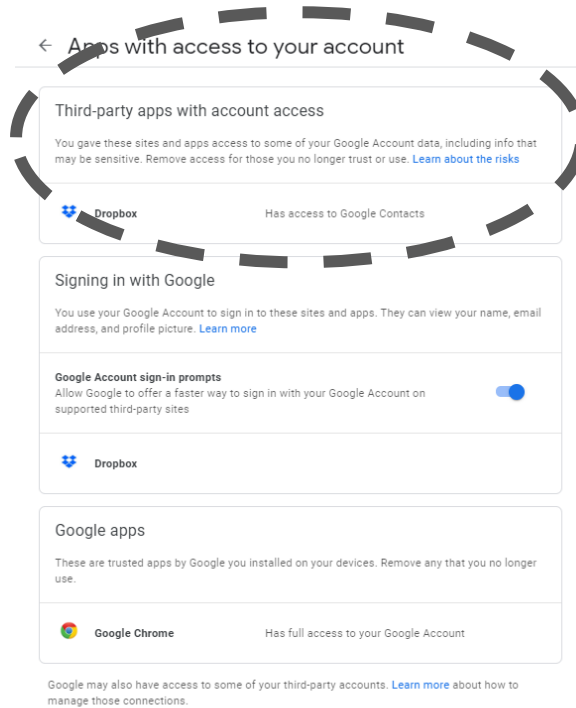 ← Apps with access to your account
Third-party apps with account access
You gave these sites and apps access to some of your Google Account data, including info that
may be sensitive. Remove access for those you no longer trust or use. Learn about the risks
Dropbox Has access to Google Contacts
Signing in with Google
You use your Google Account to sign in to these sites and apps. They can view your name, email
address, and profile picture. Learn more
Google Account sign-in prompts
Allow Google to offer a faster way to sign in with your Google Account on
supported third-party sites
Dropbox
Google apps
These are trusted apps by Google you installed on your devices. Remove any that you no longer
use.
Google Chrome Has full access to your Google Account
Google may also have access to some of your third-party accounts. Learn more about how to
manage those connections.